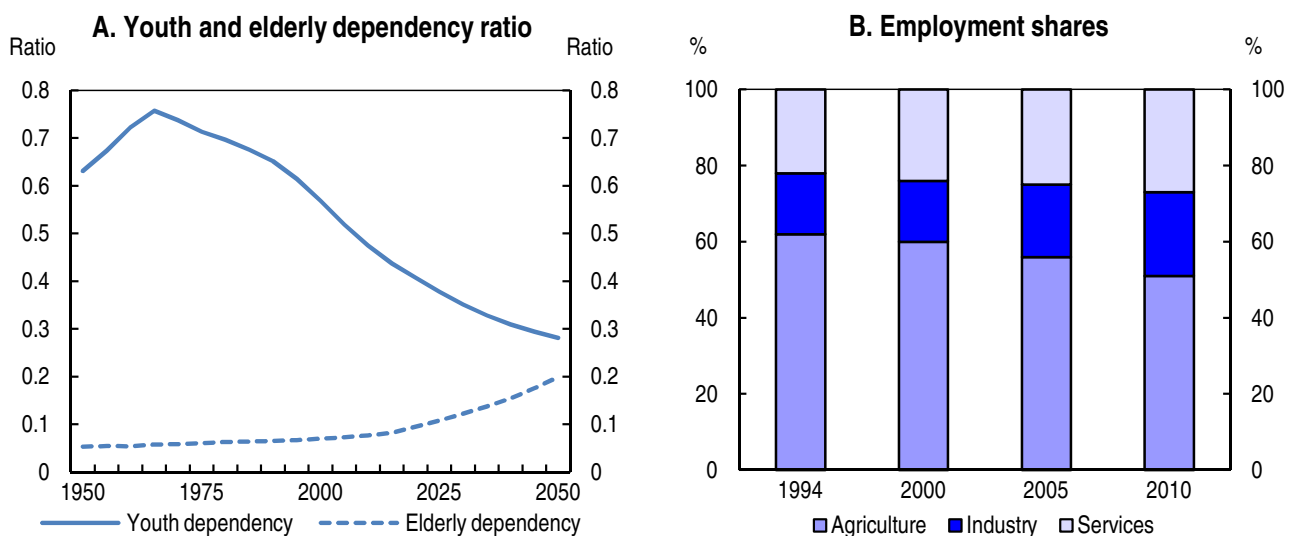 A. Youth and elderly dependency ratio
Ratio Ratio
0.8 0.8
0.7 0.7
0.6 0.6
0.5 0.5
0.4 0.4
0.3 0.3
0.2 0.2
0.1 0.1
0 0
1950 1975 2000 2025 2050
Youth dependency Elderly dependency
B. Employment shares
% %
100 100
80 80
60 60
40 40
20 20
0 0
1994 2000 2005 2010
Agriculture Industry Services